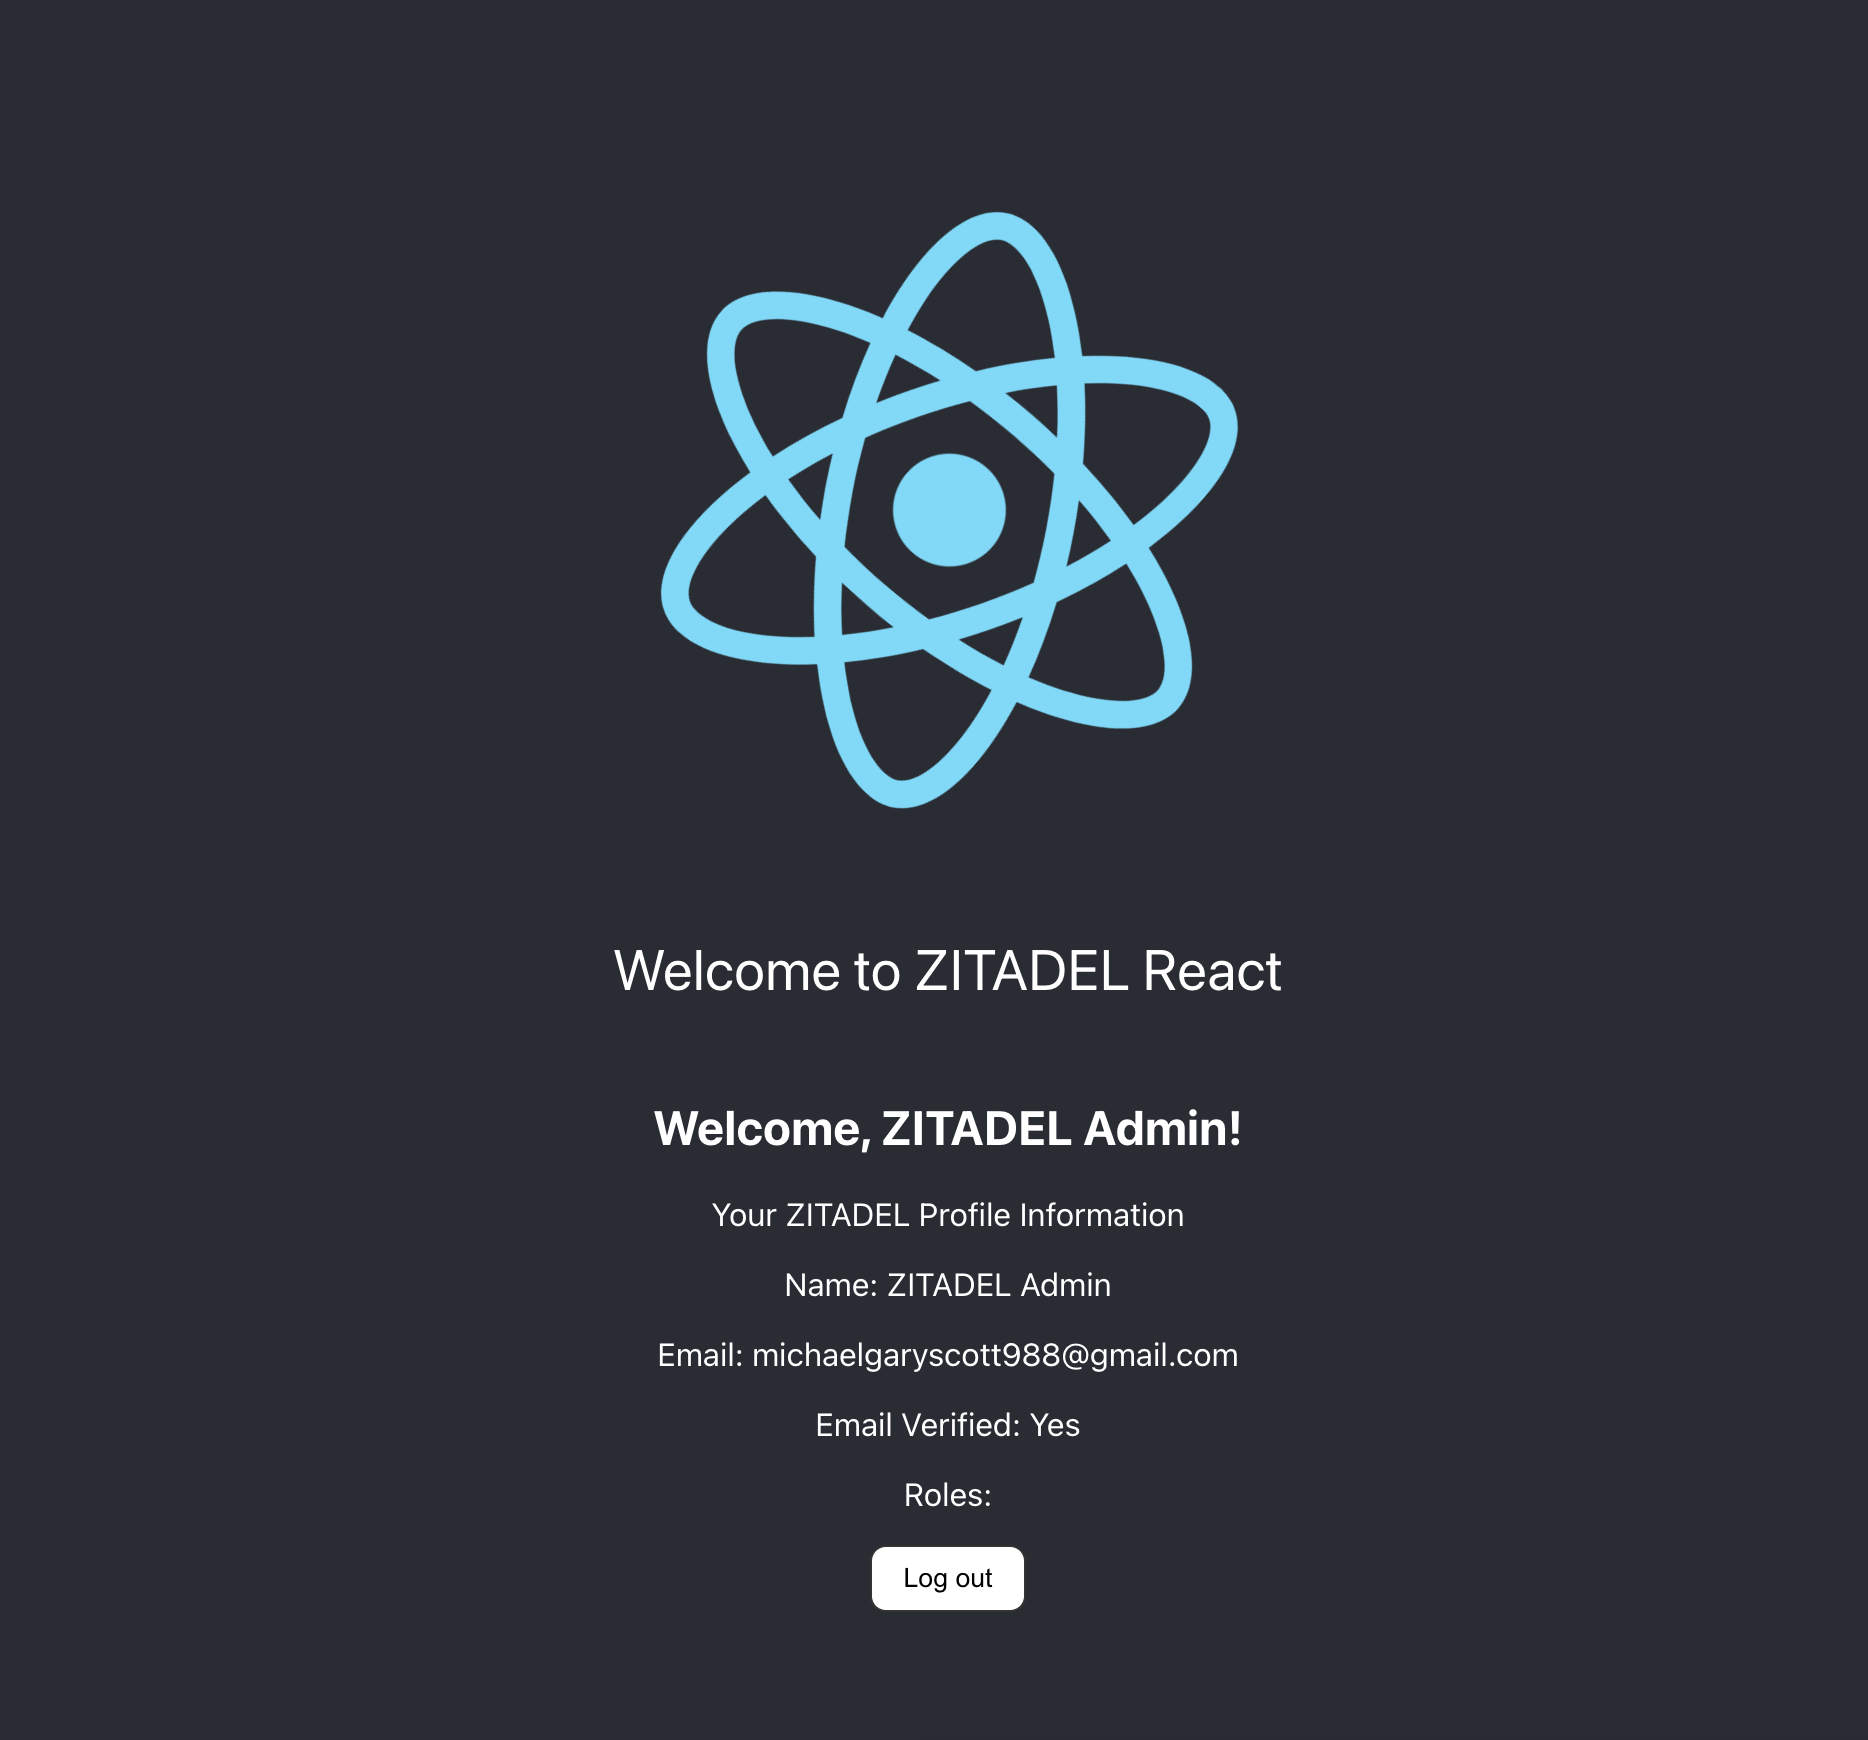 Welcome to ZITADEL React
Welcome, ZITADEL Admin!
Your ZITADEL Profile Information
Name: ZITADEL Admin
Email: michaelgaryscott988@gmail.com
Email Verified: Yes
Roles:
Log out